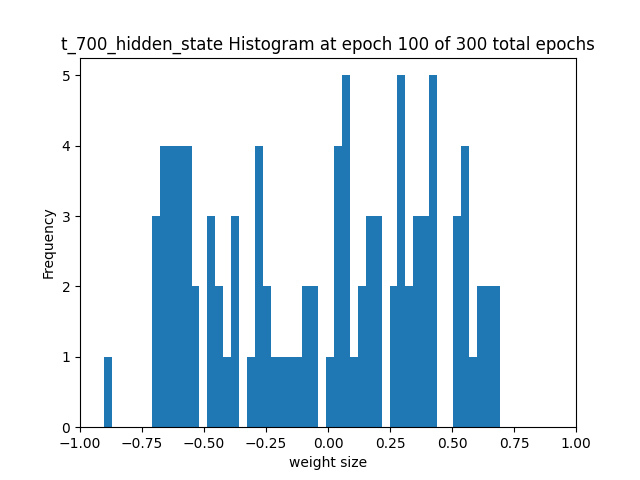 t_700_hidden_state Histogram at epoch 100 of 300 total epochs
5
4
3
2
1
0
Frequency
−1.00 −0.75 −0.50 −0.25 0.00 0.25 0.50 0.75 1.00
weight size